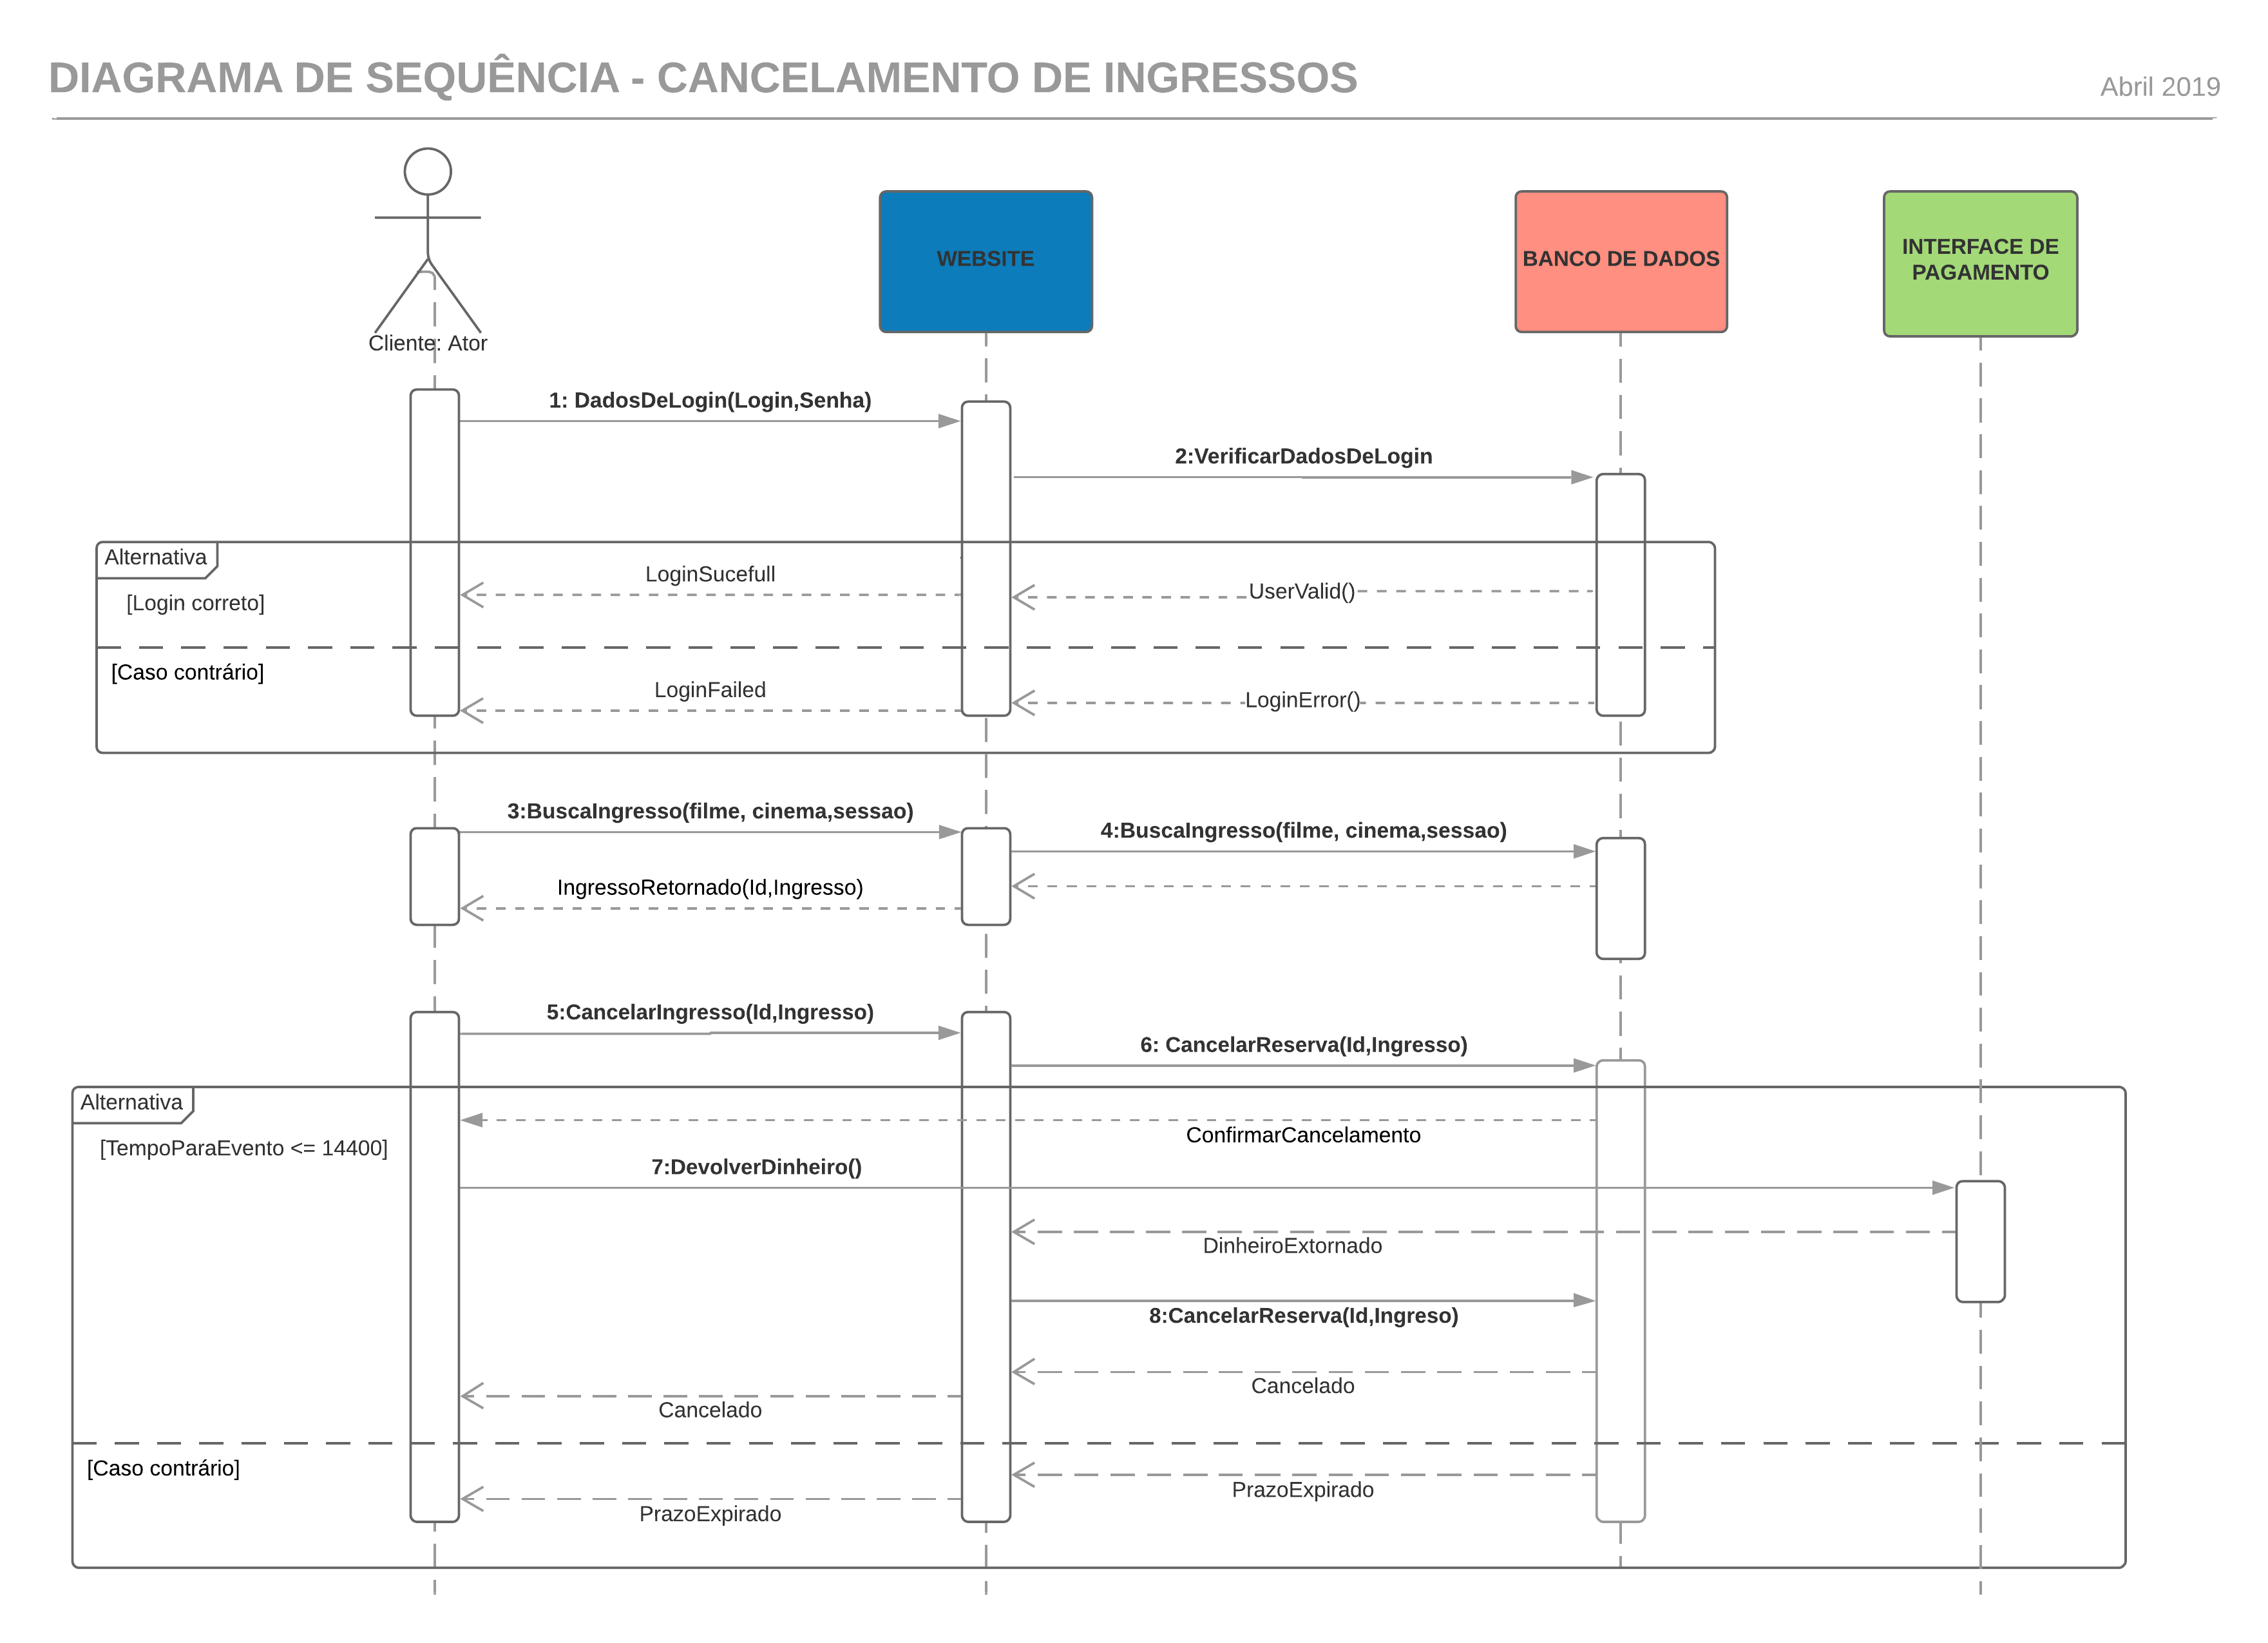 DIAGRAMA DE SEQUÊNCIA - CANCELAMENTO DE INGRESSOS
Abril 2019
Cliente: Ator
WEBSITE
BANCO DE DADOS
INTERFACE DE
PAGAMENTO
1: DadosDeLogin(Login,Senha)
2:VerificarDadosDeLogin
Alternativa
[Login correto]
LoginSucefull
UserValid()
[Caso contrário]
LoginFailed
LoginError()
3:BuscaIngresso(filme, cinema,sessao)
4:BuscaIngresso(filme, cinema,sessao)
IngressoRetornado(Id,Ingresso)
5:CancelarIngresso(Id,Ingresso)
6: CancelarReserva(Id,Ingresso)
Alternativa
[TempoParaEvento <= 14400]
ConfirmarCancelamento
7:DevolverDinheiro()
DinheiroExtornado
8:CancelarReserva(Id,Ingreso)
Cancelado
Cancelado
[Caso contrário]
PrazoExpirado
PrazoExpirado